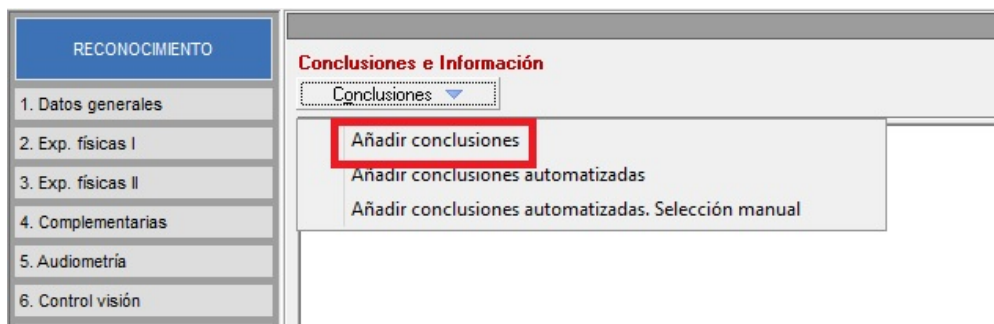 RECONOCIMIENTO
1. Datos generales
2. Exp. físicas I
3. Exp. físicas II
4. Complementarias
5. Audiometría
6. Control visión
Conclusiones e Información
Conclusiones
Añadir conclusiones
Añadir conclusiones automatizadas
Añadir conclusiones automatizadas. Selección manual